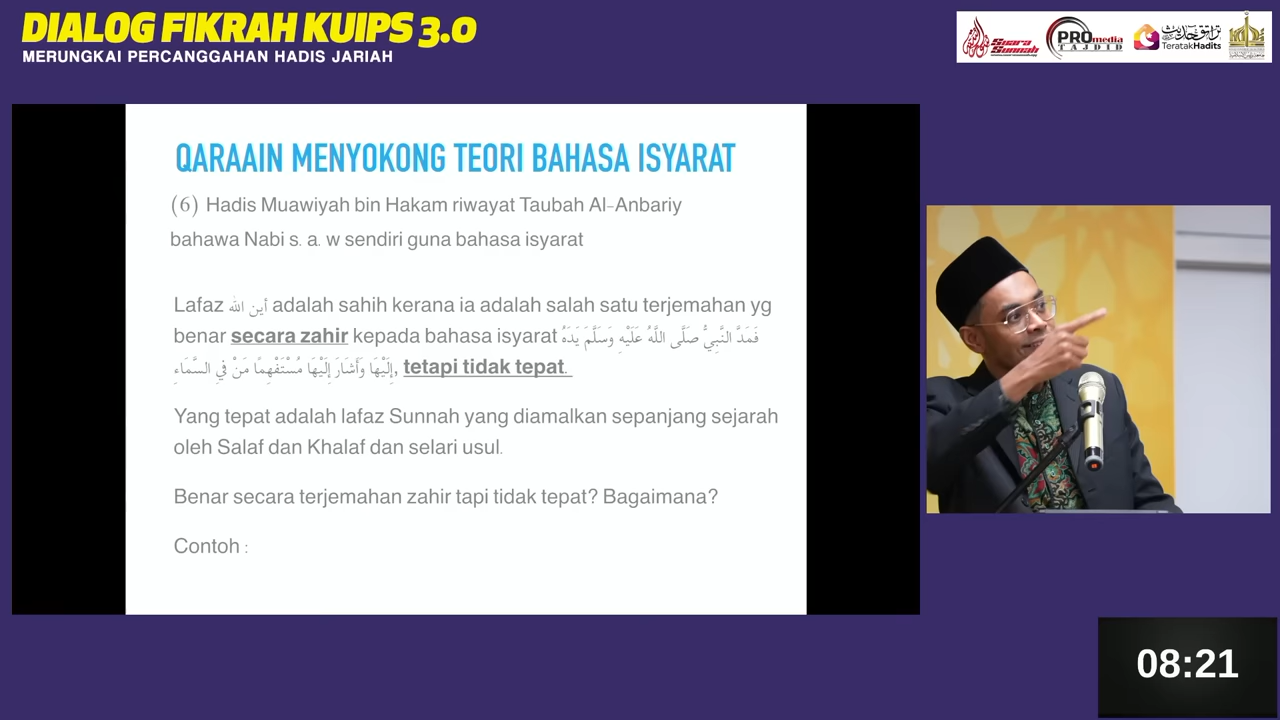 DIALOG FIKRAH KUIPS 3.0
MERUNGKAI PERCANGGAHAN HADIS JARIAH
Suara Sunnah
PROmedia
TAJDID
TeratakHadits
QARAAIN MENYOKONG TEORI BAHASA ISYARAT
(6) Hadis Muawiyah bin Hakam riwayat Taubah Al-Anbariy
bahawa Nabi s. a. w sendiri guna bahasa isyarat
Lafaz أين الله adalah sahih kerana ia adalah salah satu terjemahan yg
benar secara zahir kepada bahasa isyarat فَمَدَّ النَّبِيُّ صَلَّى اللَّهُ عَلَيْهِ وَسَلَّمَ يَدَهُ
إِلَيْهَا وَأَشَارَ إِلَيْهَا مُسْتَفْهِمًا مَنْ فِي السَّمَاءِ, tetapi tidak tepat.
Yang tepat adalah lafaz Sunnah yang diamalkan sepanjang sejarah
oleh Salaf dan Khalaf dan selari usul.
Benar secara terjemahan zahir tapi tidak tepat? Bagaimana?
Contoh :
08:21